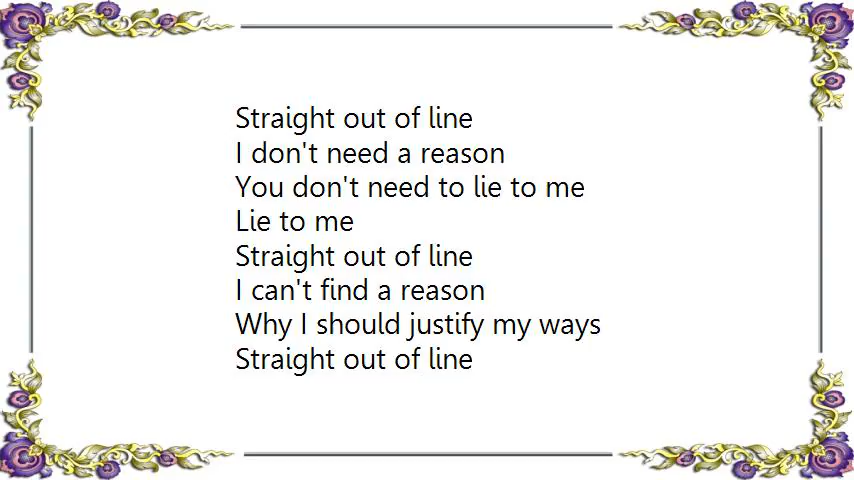 Straight out of line
I don't need a reason
You don't need to lie to me
Lie to me
Straight out of line
I can't find a reason
Why I should justify my ways
Straight out of line